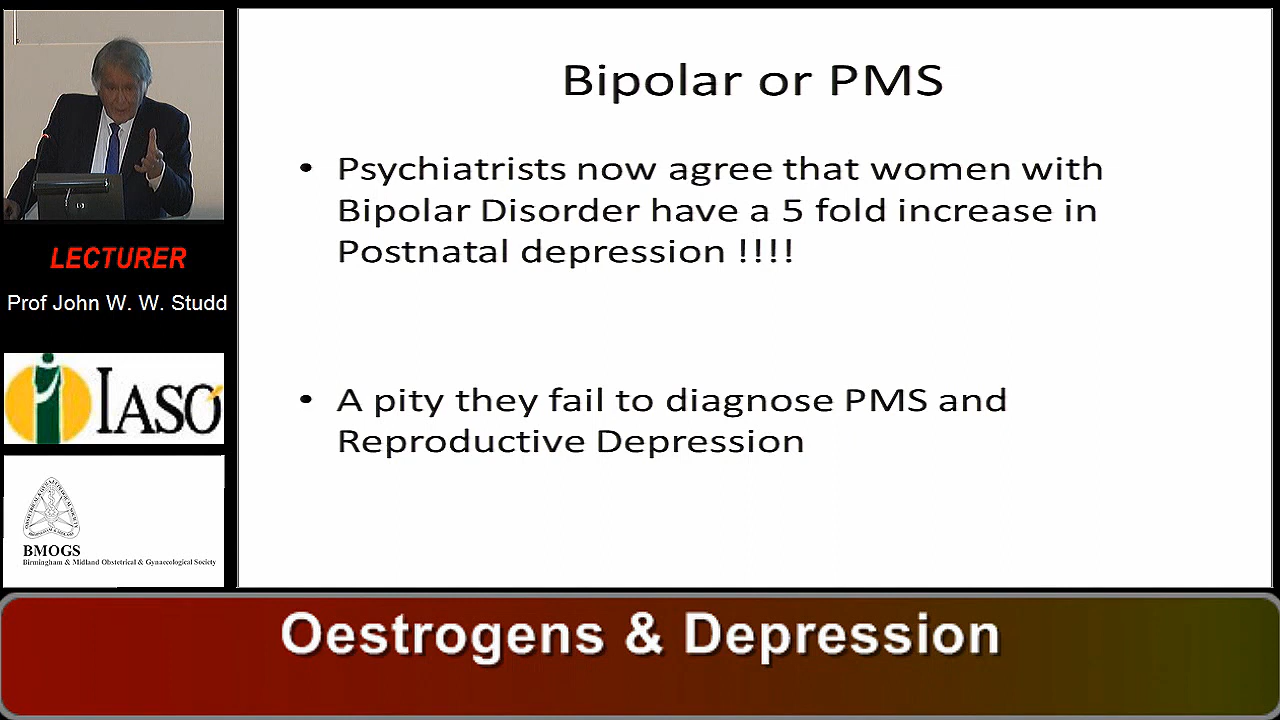 Bipolar or PMS
• Psychiatrists now agree that women with
Bipolar Disorder have a 5 fold increase in
Postnatal depression !!!!
• A pity they fail to diagnose PMS and
Reproductive Depression
LECTURER
Prof John W. W. Studd
IASO
BMOGS
Birmingham & Midland Obstetrical & Gynaecological Society
Oestrogens & Depression